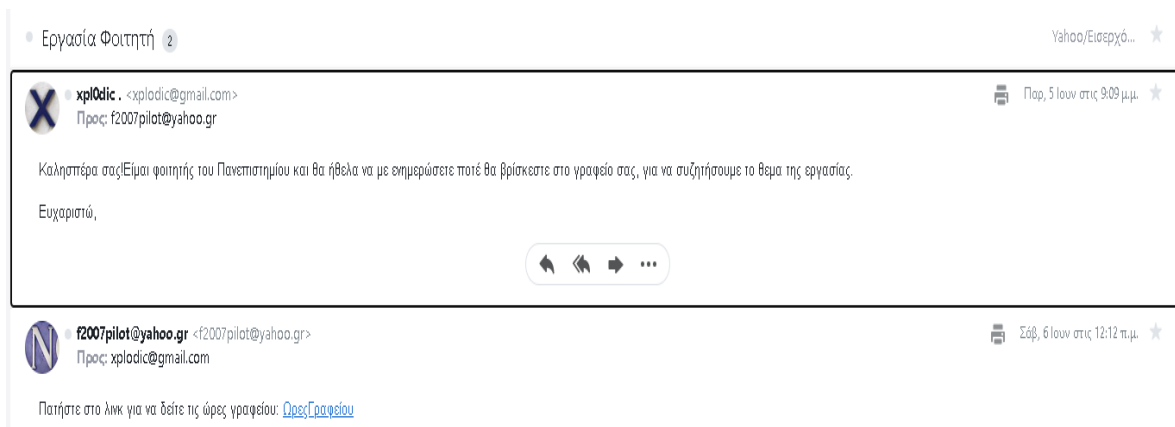 Εργασία Φοιτητή 2
Yahoo/Εισερχό...
xpl0dic . <xplodic@gmail.com>
Παρ, 5 Ιουν στις 9:09 μ.μ.
Προς: f2007pilot@yahoo.gr
Καλησπέρα σας!Είμαι φοιτητής του Πανεπιστημίου και θα ήθελα να με ενημερώσετε ποτέ θα βρίσκεστε στο γραφείο σας, για να συζητήσουμε το θεμα της εργασίας.
Ευχαριστώ,
f2007pilot@yahoo.gr <f2007pilot@yahoo.gr>
Σάβ, 6 Ιουν στις 12:12 π.μ.
Προς: xplodic@gmail.com
Πατήστε στο λινκ για να δείτε τις ώρες γραφείου: ΩρεςΓραφείου